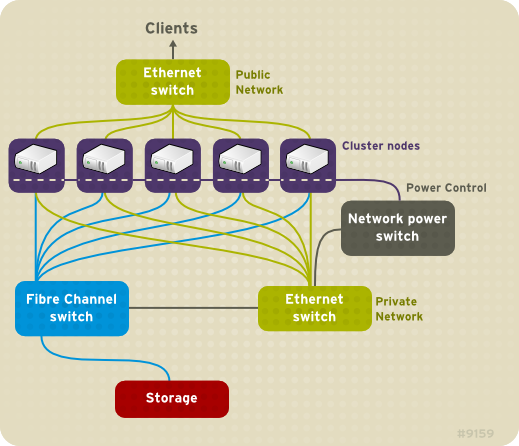 Clients
Ethernet
switch
Public
Network
Cluster nodes
Power Control
Network power
switch
Fibre Channel
switch
Ethernet
switch
Private
Network
Storage
#9159